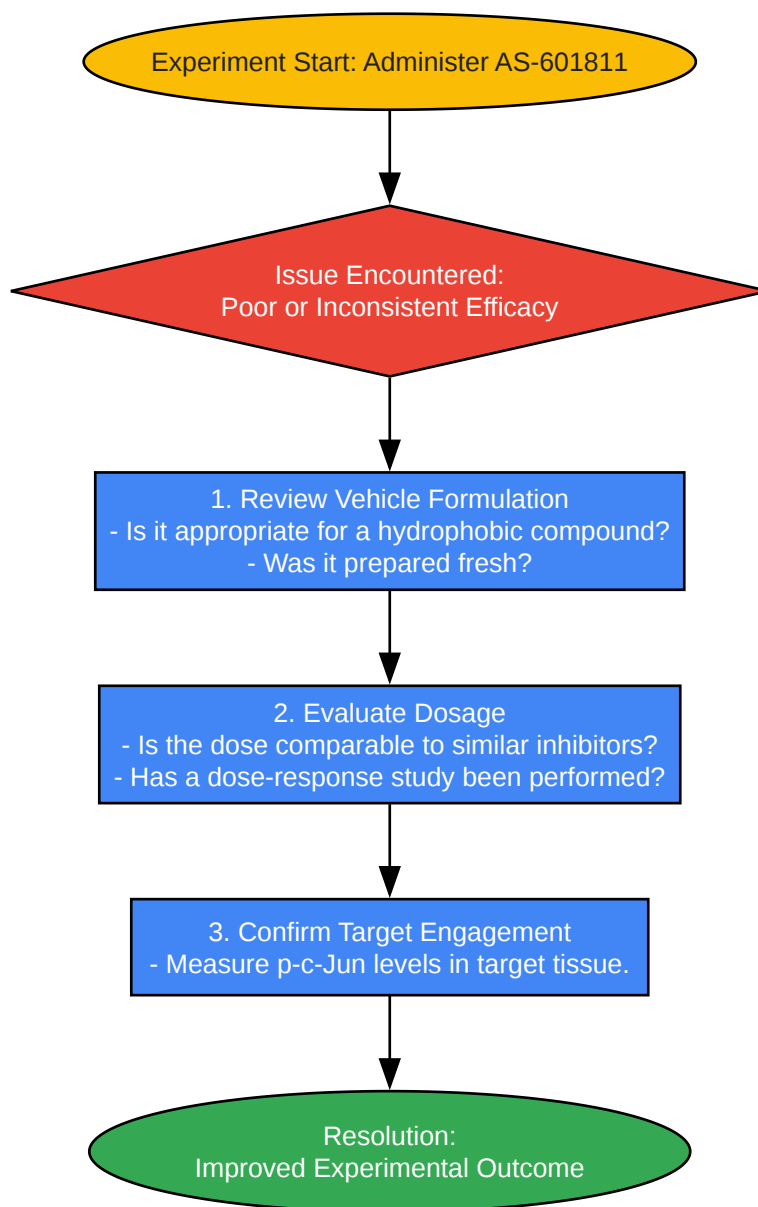 Experiment Start: Administer AS-601811
Issue Encountered:
Poor or Inconsistent Efficacy
1. Review Vehicle Formulation
- Is it appropriate for a hydrophobic compound?
- Was it prepared fresh?
2. Evaluate Dosage
- Is the dose comparable to similar inhibitors?
- Has a dose-response study been performed?
3. Confirm Target Engagement
- Measure p-c-Jun levels in target tissue.
Resolution:
Improved Experimental Outcome